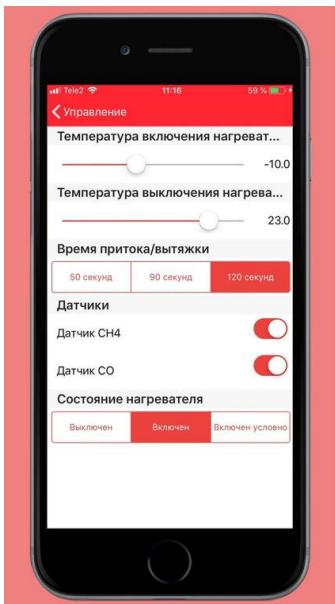 Tele2 11:16 59 %
Управление
Температура включения нагреват...
-10.0
Температура выключения нагрева...
23.0
Время притока/вытяжки
50 секунд 90 секунд 120 секунд
Датчики
Датчик CH4
Датчик CO
Состояние нагревателя
Выключен Включен Включен условно